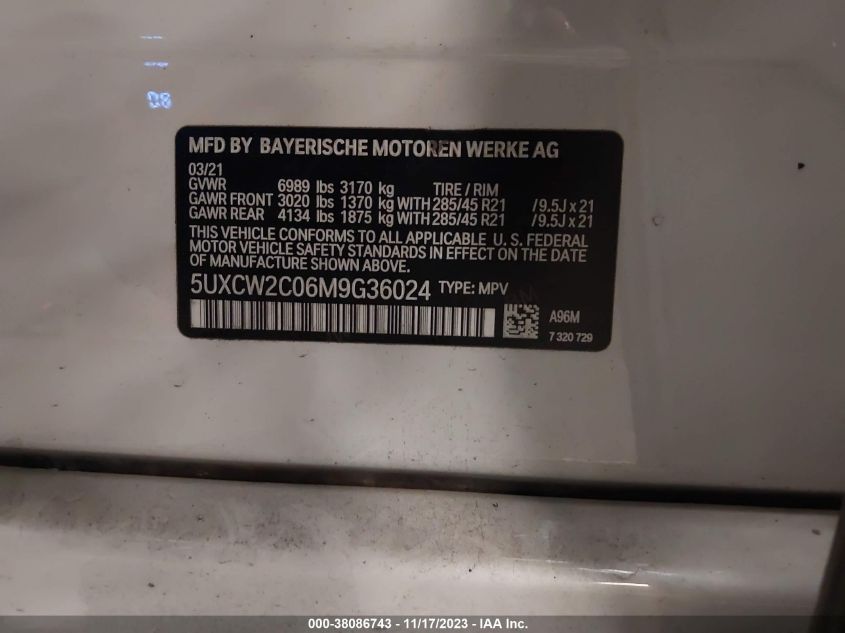 08
MFD BY BAYERISCHE MOTOREN WERKE AG
03/21
GVWR 6989 lbs 3170 kg TIRE / RIM
GAWR FRONT 3020 lbs 1370 kg WITH 285/45 R21 /9.5J x 21
GAWR REAR 4134 lbs 1875 kg WITH 285/45 R21 /9.5J x 21
THIS VEHICLE CONFORMS TO ALL APPLICABLE U. S. FEDERAL
MOTOR VEHICLE SAFETY STANDARDS IN EFFECT ON THE DATE
OF MANUFACTURE SHOWN ABOVE.
5UXCW2C06M9G36024 TYPE: MPV
A96M
7 320 729
000-38086743 - 11/17/2023 - IAA Inc.